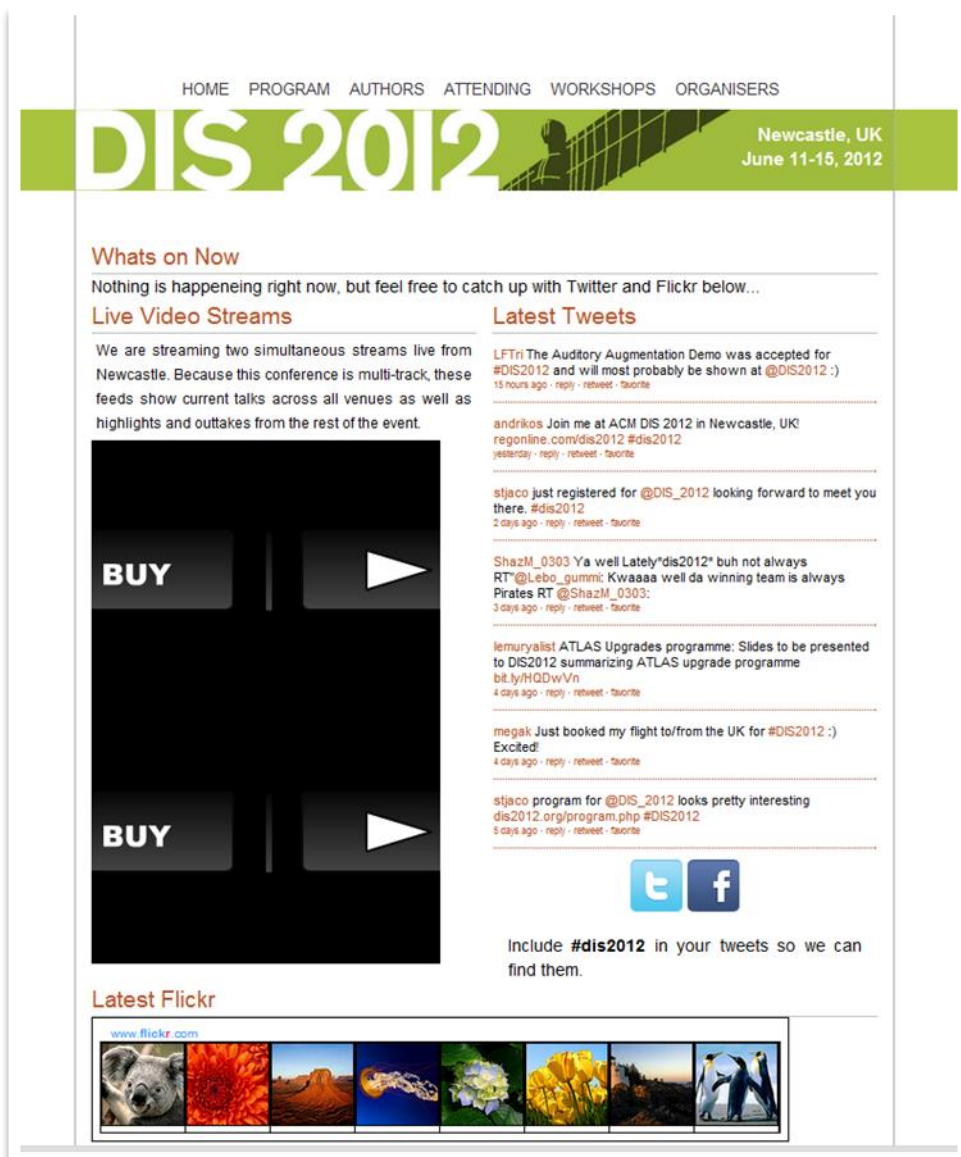 HOME PROGRAM AUTHORS ATTENDING WORKSHOPS ORGANISERS
DIS 2012
Newcastle, UK
June 11-15, 2012
Whats on Now
Nothing is happeneing right now, but feel free to catch up with Twitter and Flickr below...
Live Video Streams
We are streaming two simultaneous streams live from
Newcastle. Because this conference is multi-track, these
feeds show current talks across all venues as well as
highlights and outtakes from the rest of the event.
BUY
BUY
Latest Tweets
LFTri The Auditory Augmentation Demo was accepted for
#DIS2012 and will most probably be shown at @DIS2012 :)
15 hours ago · reply · retweet · favorite
andrikos Join me at ACM DIS 2012 in Newcastle, UK!
regonline.com/dis2012 #dis2012
yesterday · reply · retweet · favorite
stjaco just registered for @DIS_2012 looking forward to meet you
there. #dis2012
2 days ago · reply · retweet · favorite
ShazM_0303 Ya well Lately"dis2012" buh not always
RT"@Lebo_gummi: Kwaaaa well da winning team is always
Pirates RT @ShazM_0303:
3 days ago · reply · retweet · favorite
lemuryalist ATLAS Upgrades programme: Slides to be presented
to DIS2012 summarizing ATLAS upgrade programme
bit.ly/HQDwVn
4 days ago · reply · retweet · favorite
megak Just booked my flight to/from the UK for #DIS2012 :)
Excited!
4 days ago · reply · retweet · favorite
stjaco program for @DIS_2012 looks pretty interesting
dis2012.org/program.php #DIS2012
5 days ago · reply · retweet · favorite
t f
Include #dis2012 in your tweets so we can
find them.
Latest Flickr
www.flickr.com